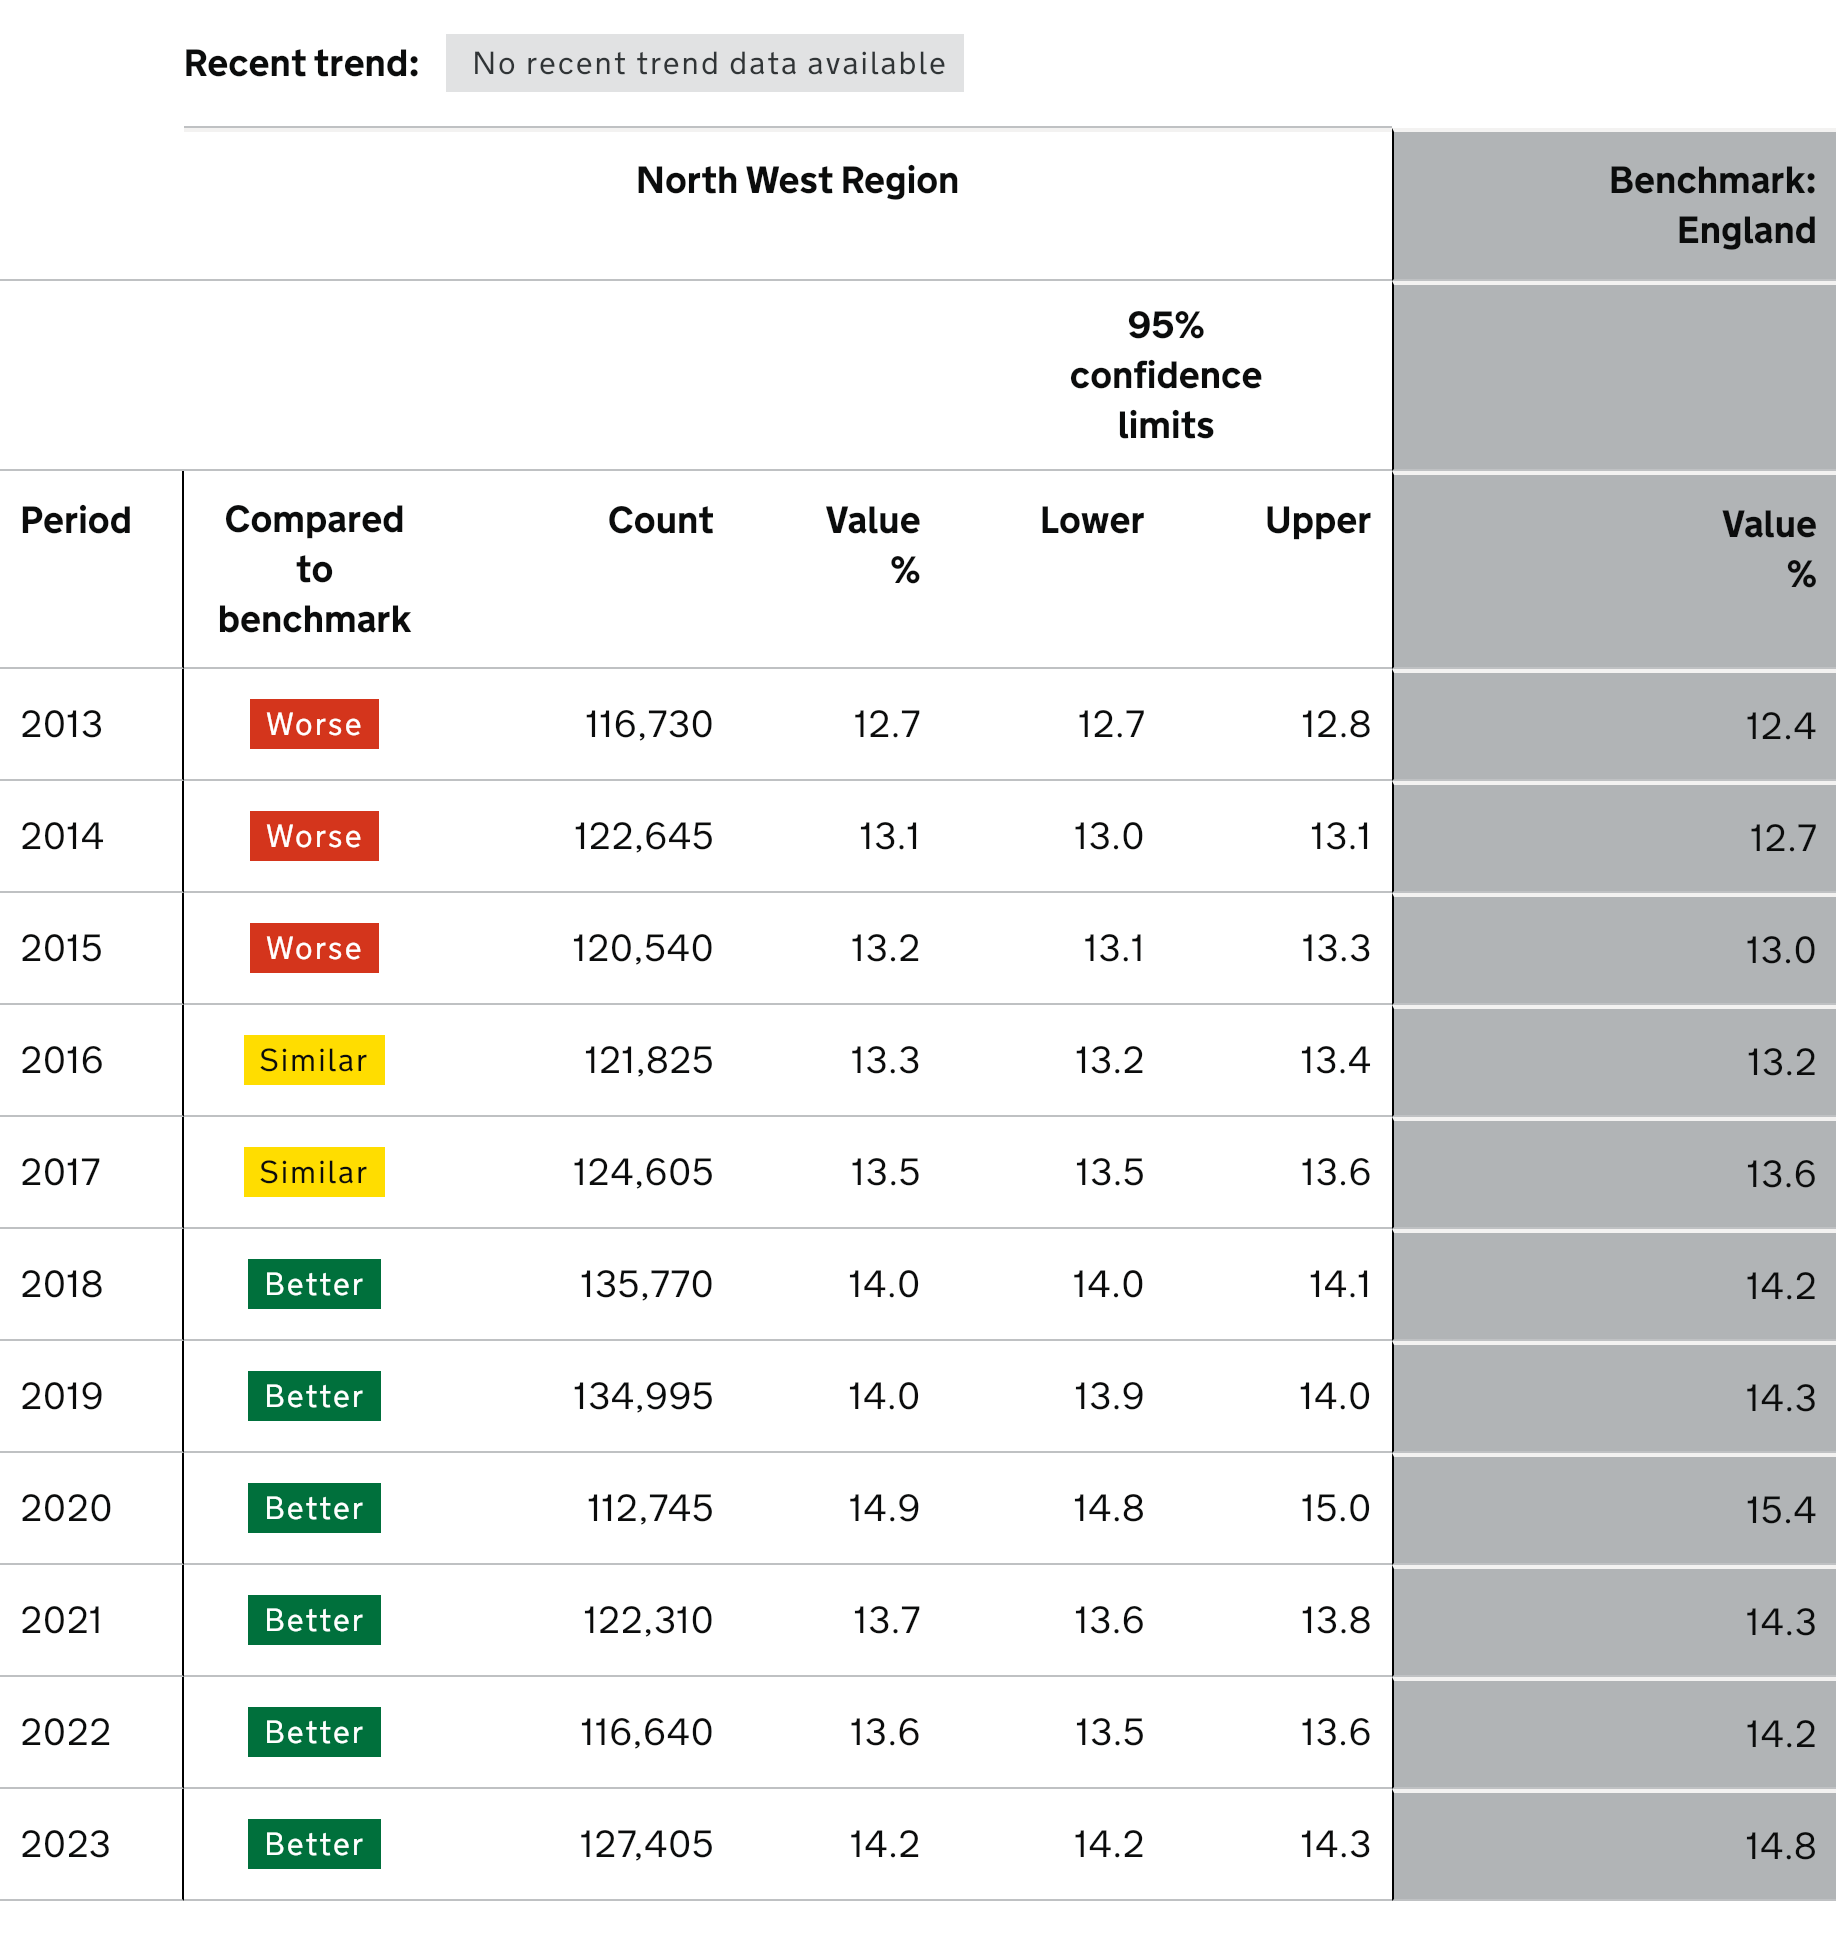 Recent trend: No recent trend data available
North West Region Benchmark:
England
95%
confidence
limits
Period Compared Count Value Lower Upper Value
to % %
benchmark
2013 Worse 116,730 12.7 12.7 12.8 12.4
2014 Worse 122,645 13.1 13.0 13.1 12.7
2015 Worse 120,540 13.2 13.1 13.3 13.0
2016 Similar 121,825 13.3 13.2 13.4 13.2
2017 Similar 124,605 13.5 13.5 13.6 13.6
2018 Better 135,770 14.0 14.0 14.1 14.2
2019 Better 134,995 14.0 13.9 14.0 14.3
2020 Better 112,745 14.9 14.8 15.0 15.4
2021 Better 122,310 13.7 13.6 13.8 14.3
2022 Better 116,640 13.6 13.5 13.6 14.2
2023 Better 127,405 14.2 14.2 14.3 14.8